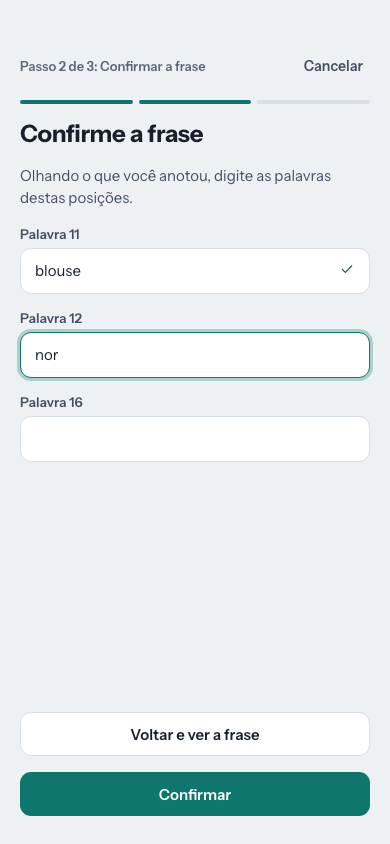 Passo 2 de 3: Confirmar a frase
Cancelar
Confirme a frase
Olhando o que você anotou, digite as palavras
destas posições.
Palavra 11
blouse
Palavra 12
nor
Palavra 16
Voltar e ver a frase
Confirmar